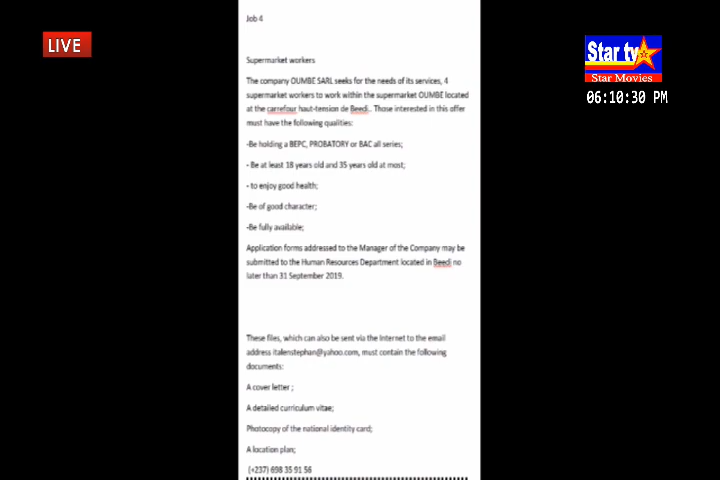 Job 4
LIVE
Star tv
Star Movies
06:10:30 PM
Supermarket workers
The company OUMBE SARL seeks for the needs of its services, 4
supermarket workers to work within the supermarket OUMBE located
at the carrefour haut-tension de Beedi.. Those interested in this offer
must have the following qualities:
-Be holding a BEPC, PROBATORY or BAC all series;
- Be at least 18 years old and 35 years old at most;
- to enjoy good health;
-Be of good character;
-Be fully available;
Application forms addressed to the Manager of the Company may be
submitted to the Human Resources Department located in Beedi no
later than 31 September 2019.
These files, which can also be sent via the Internet to the email
address italenstephan@yahoo.com, must contain the following
documents:
A cover letter ;
A detailed curriculum vitae;
Photocopy of the national identity card;
A location plan;
(+237) 698 35 91 56